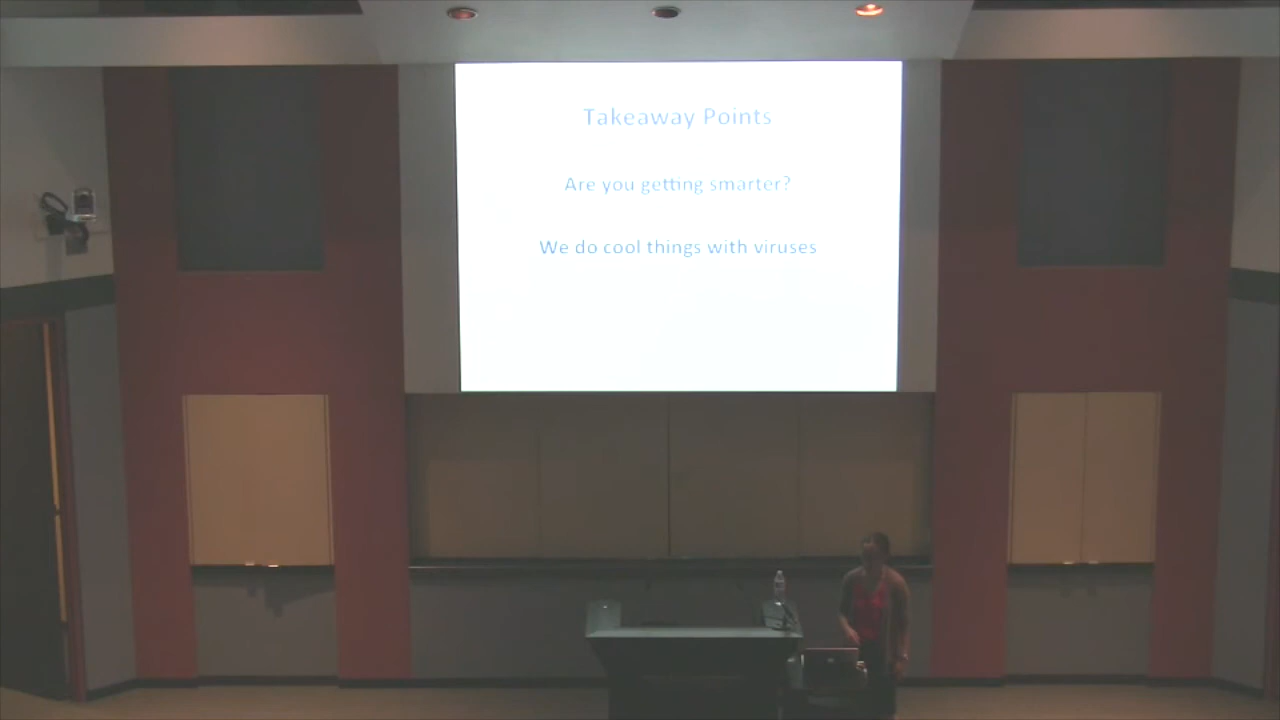 Takeaway Points
Are you getting smarter?
We do cool things with viruses